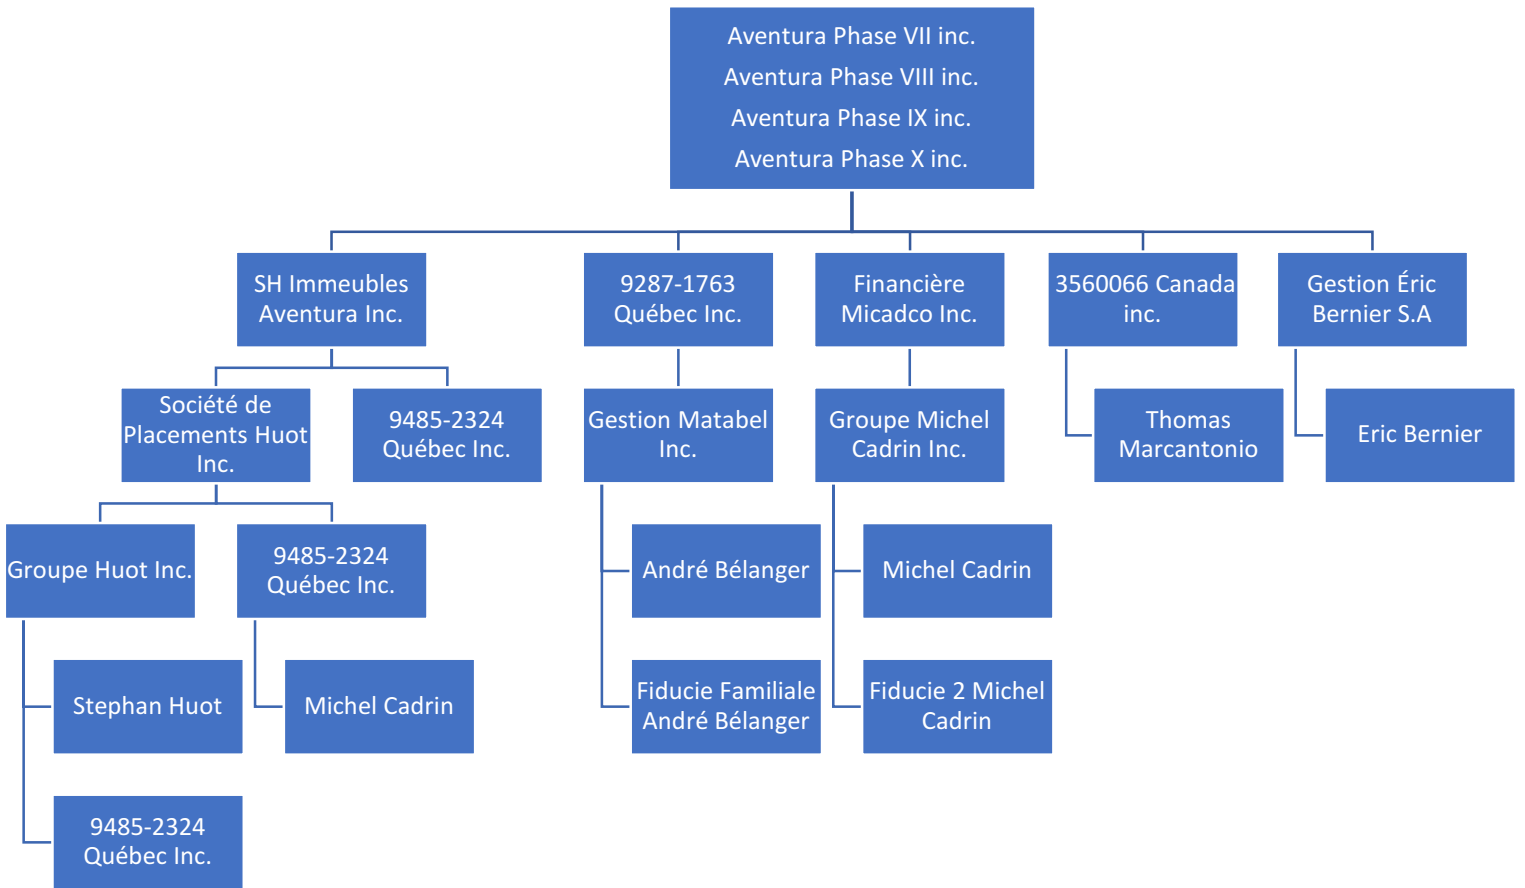 Aventura Phase VII inc.
Aventura Phase VIII inc.
Aventura Phase IX inc.
Aventura Phase X inc.
SH Immeubles
Aventura Inc.
9287-1763
Québec Inc.
Financière
Micadco Inc.
3560066 Canada
inc.
Gestion Éric
Bernier S.A
Société de
Placements Huot
Inc.
9485-2324
Québec Inc.
Gestion Matabel
Inc.
Groupe Michel
Cadrin Inc.
Thomas
Marcantonio
Eric Bernier
Groupe Huot Inc.
9485-2324
Québec Inc.
André Bélanger
Michel Cadrin
Stephan Huot
Michel Cadrin
Fiducie Familiale
André Bélanger
Fiducie 2 Michel
Cadrin
9485-2324
Québec Inc.